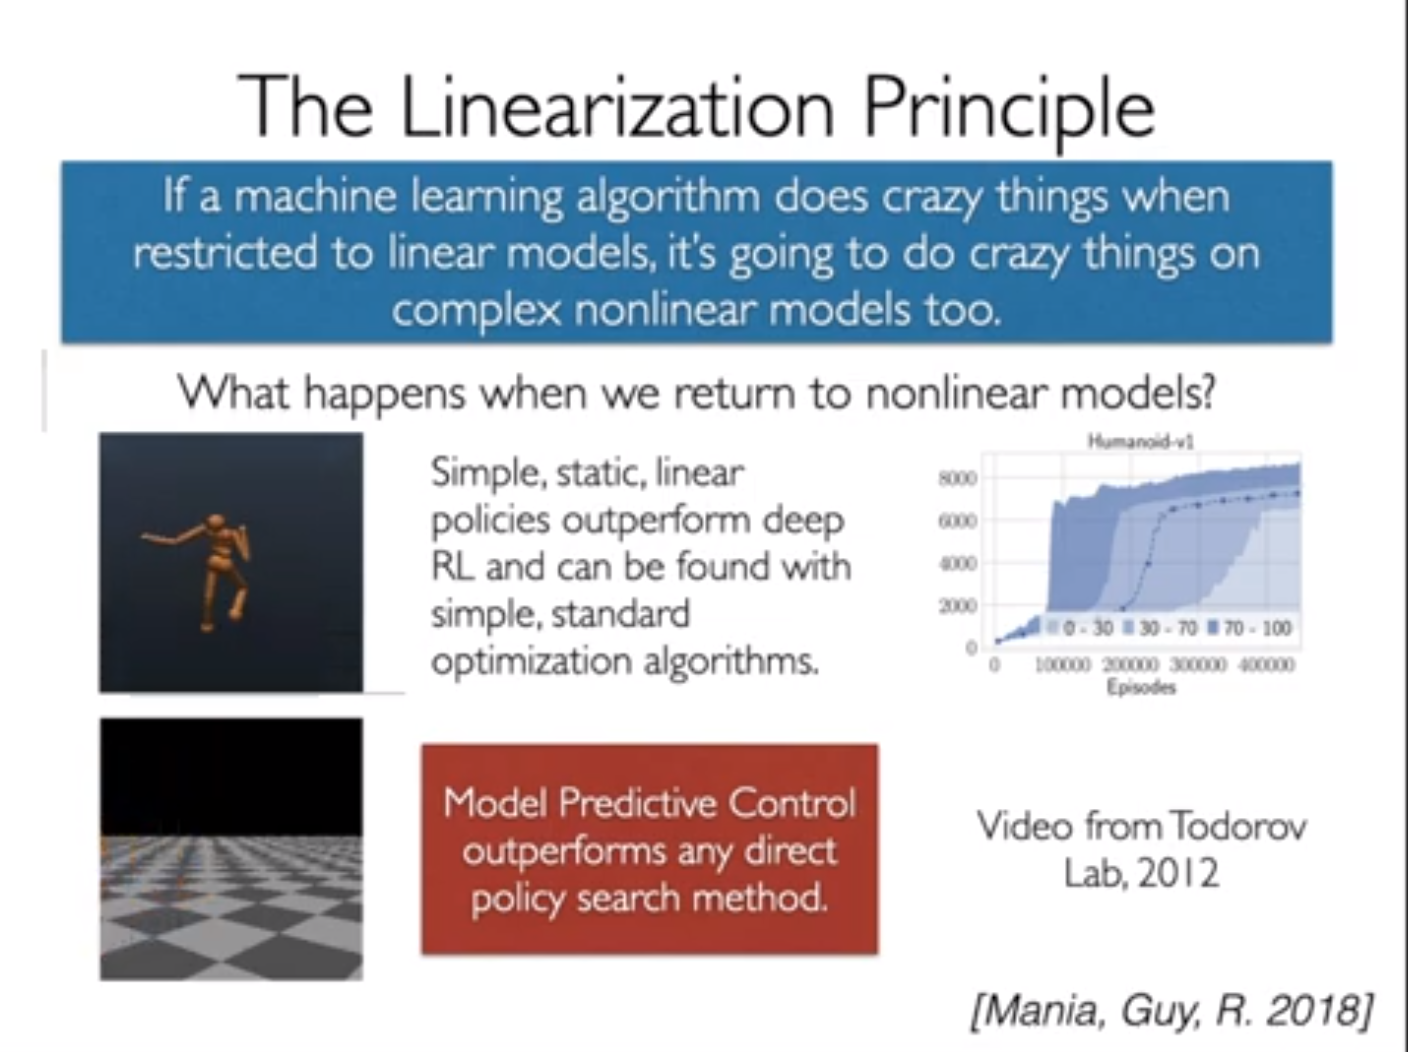 The Linearization Principle
If a machine learning algorithm does crazy things when
restricted to linear models, it's going to do crazy things on
complex nonlinear models too.
What happens when we return to nonlinear models?
Simple, static, linear
policies outperform deep
RL and can be found with
simple, standard
optimization algorithms.
Humanoid-v1
8000
6000
4000
2000
0
0 - 30 30 - 70 70 - 100
0 100000 200000 300000 400000
Episodes
Model Predictive Control
outperforms any direct
policy search method.
Video from Todorov
Lab, 2012
[Mania, Guy, R. 2018]